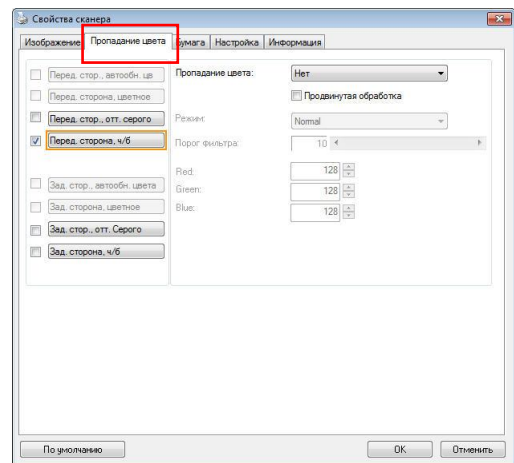 Свойства сканера
Изображение Пропадание цвета Бумага Настройка Информация
Перед. стор., автообн. цв
Перед. сторона, цветное
Перед. стор., отт. серого
Перед. сторона, ч/б
Зад. стор., автообн. цвета
Зад. сторона, цветное
Зад. стор., отт. Серого
Зад. сторона, ч/б
Пропадание цвета: Нет
Продвинутая обработка
Режим: Normal
Порог фильтра: 10
Red: 128
Green: 128
Blue: 128
По умолчанию OK Отменить